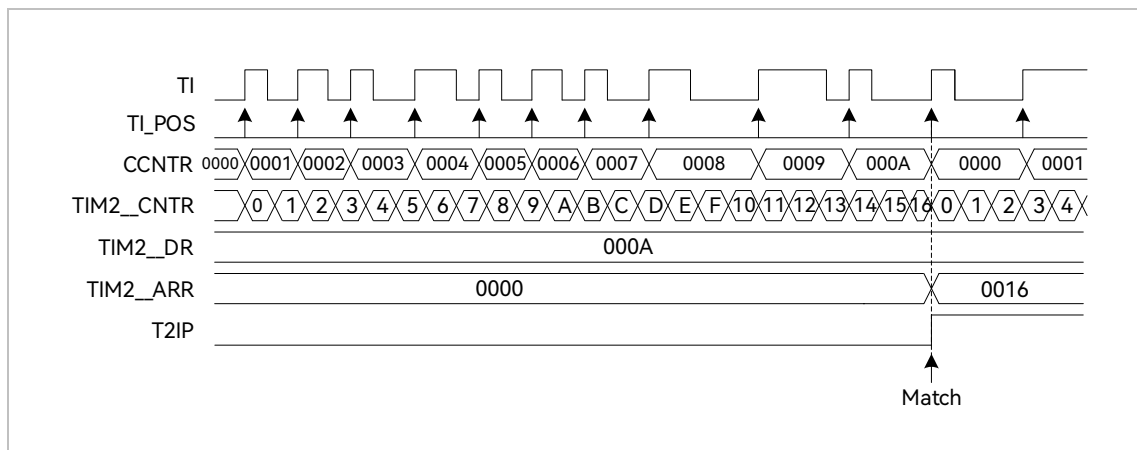 TI
TI_POS
CCNTR 0000 0001 0002 0003 0004 0005 0006 0007 0008 0009 000A 0000 0001
TIM2__CNTR 0 1 2 3 4 5 6 7 8 9 A B C D E F 10 11 12 13 14 15 16 0 1 2 3 4
TIM2__DR 000A
TIM2__ARR 0000 0016
T2IP
Match